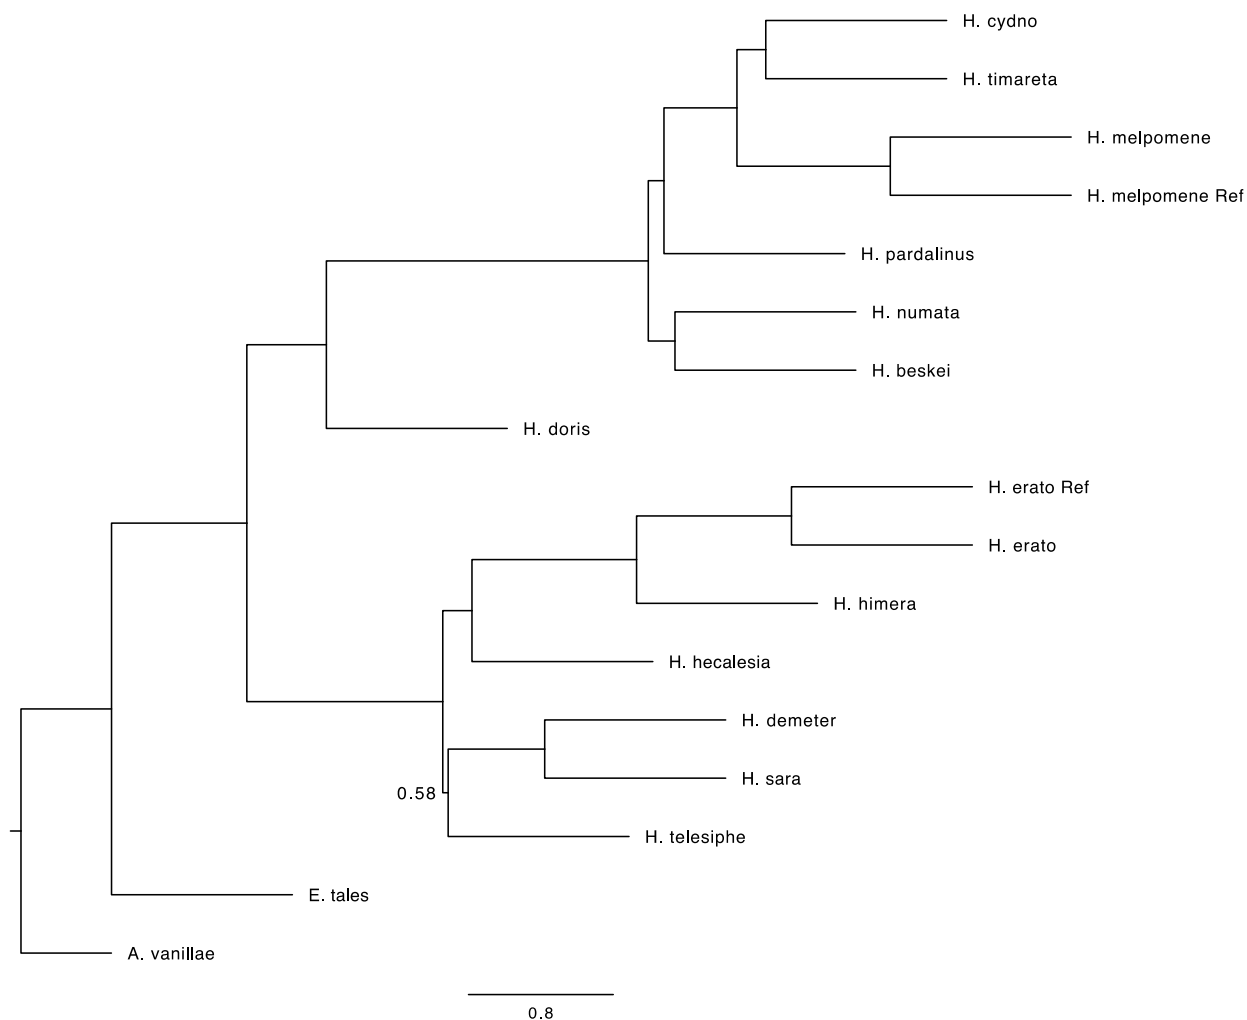 H. cydno
H. timareta
H. melpomene
H. melpomene Ref
H. pardalinus
H. numata
H. beskei
H. doris
H. erato Ref
H. erato
H. himera
H. hecalesia
H. demeter
H. sara
0.58
H. telesiphe
E. tales
A. vanillae
0.8